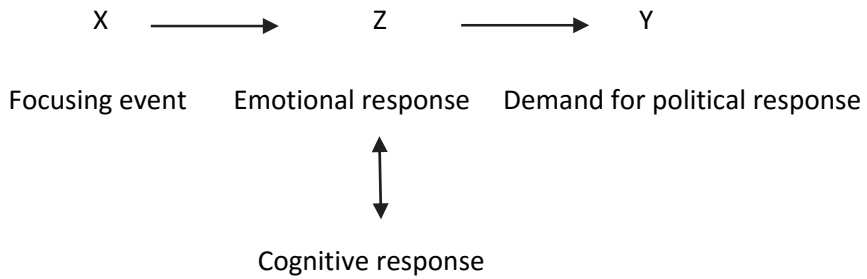 X Z Y
Focusing event Emotional response Demand for political response
Cognitive response